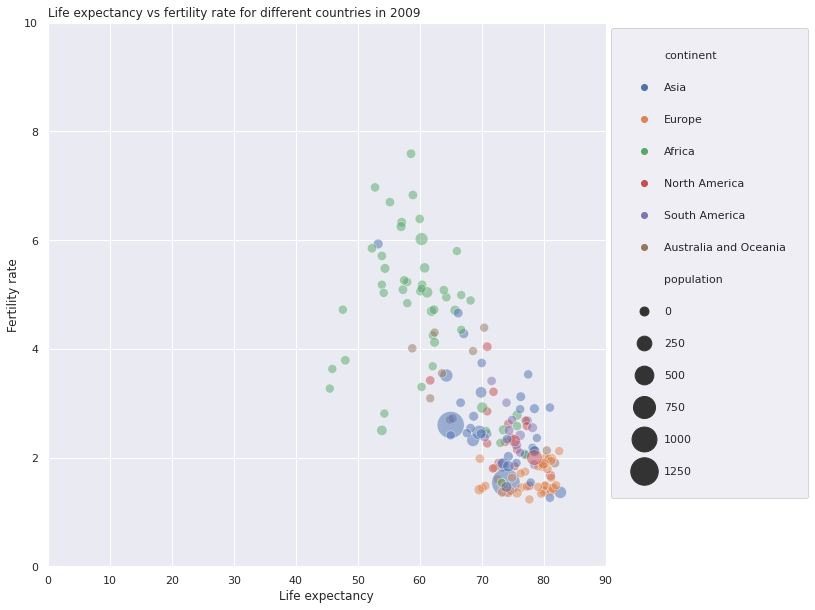 Life expectancy vs fertility rate for different countries in 2009
10
8
6
4
2
0
Fertility rate
0 10 20 30 40 50 60 70 80 90
Life expectancy
continent
Asia
Europe
Africa
North America
South America
Australia and Oceania
population
0
250
500
750
1000
1250